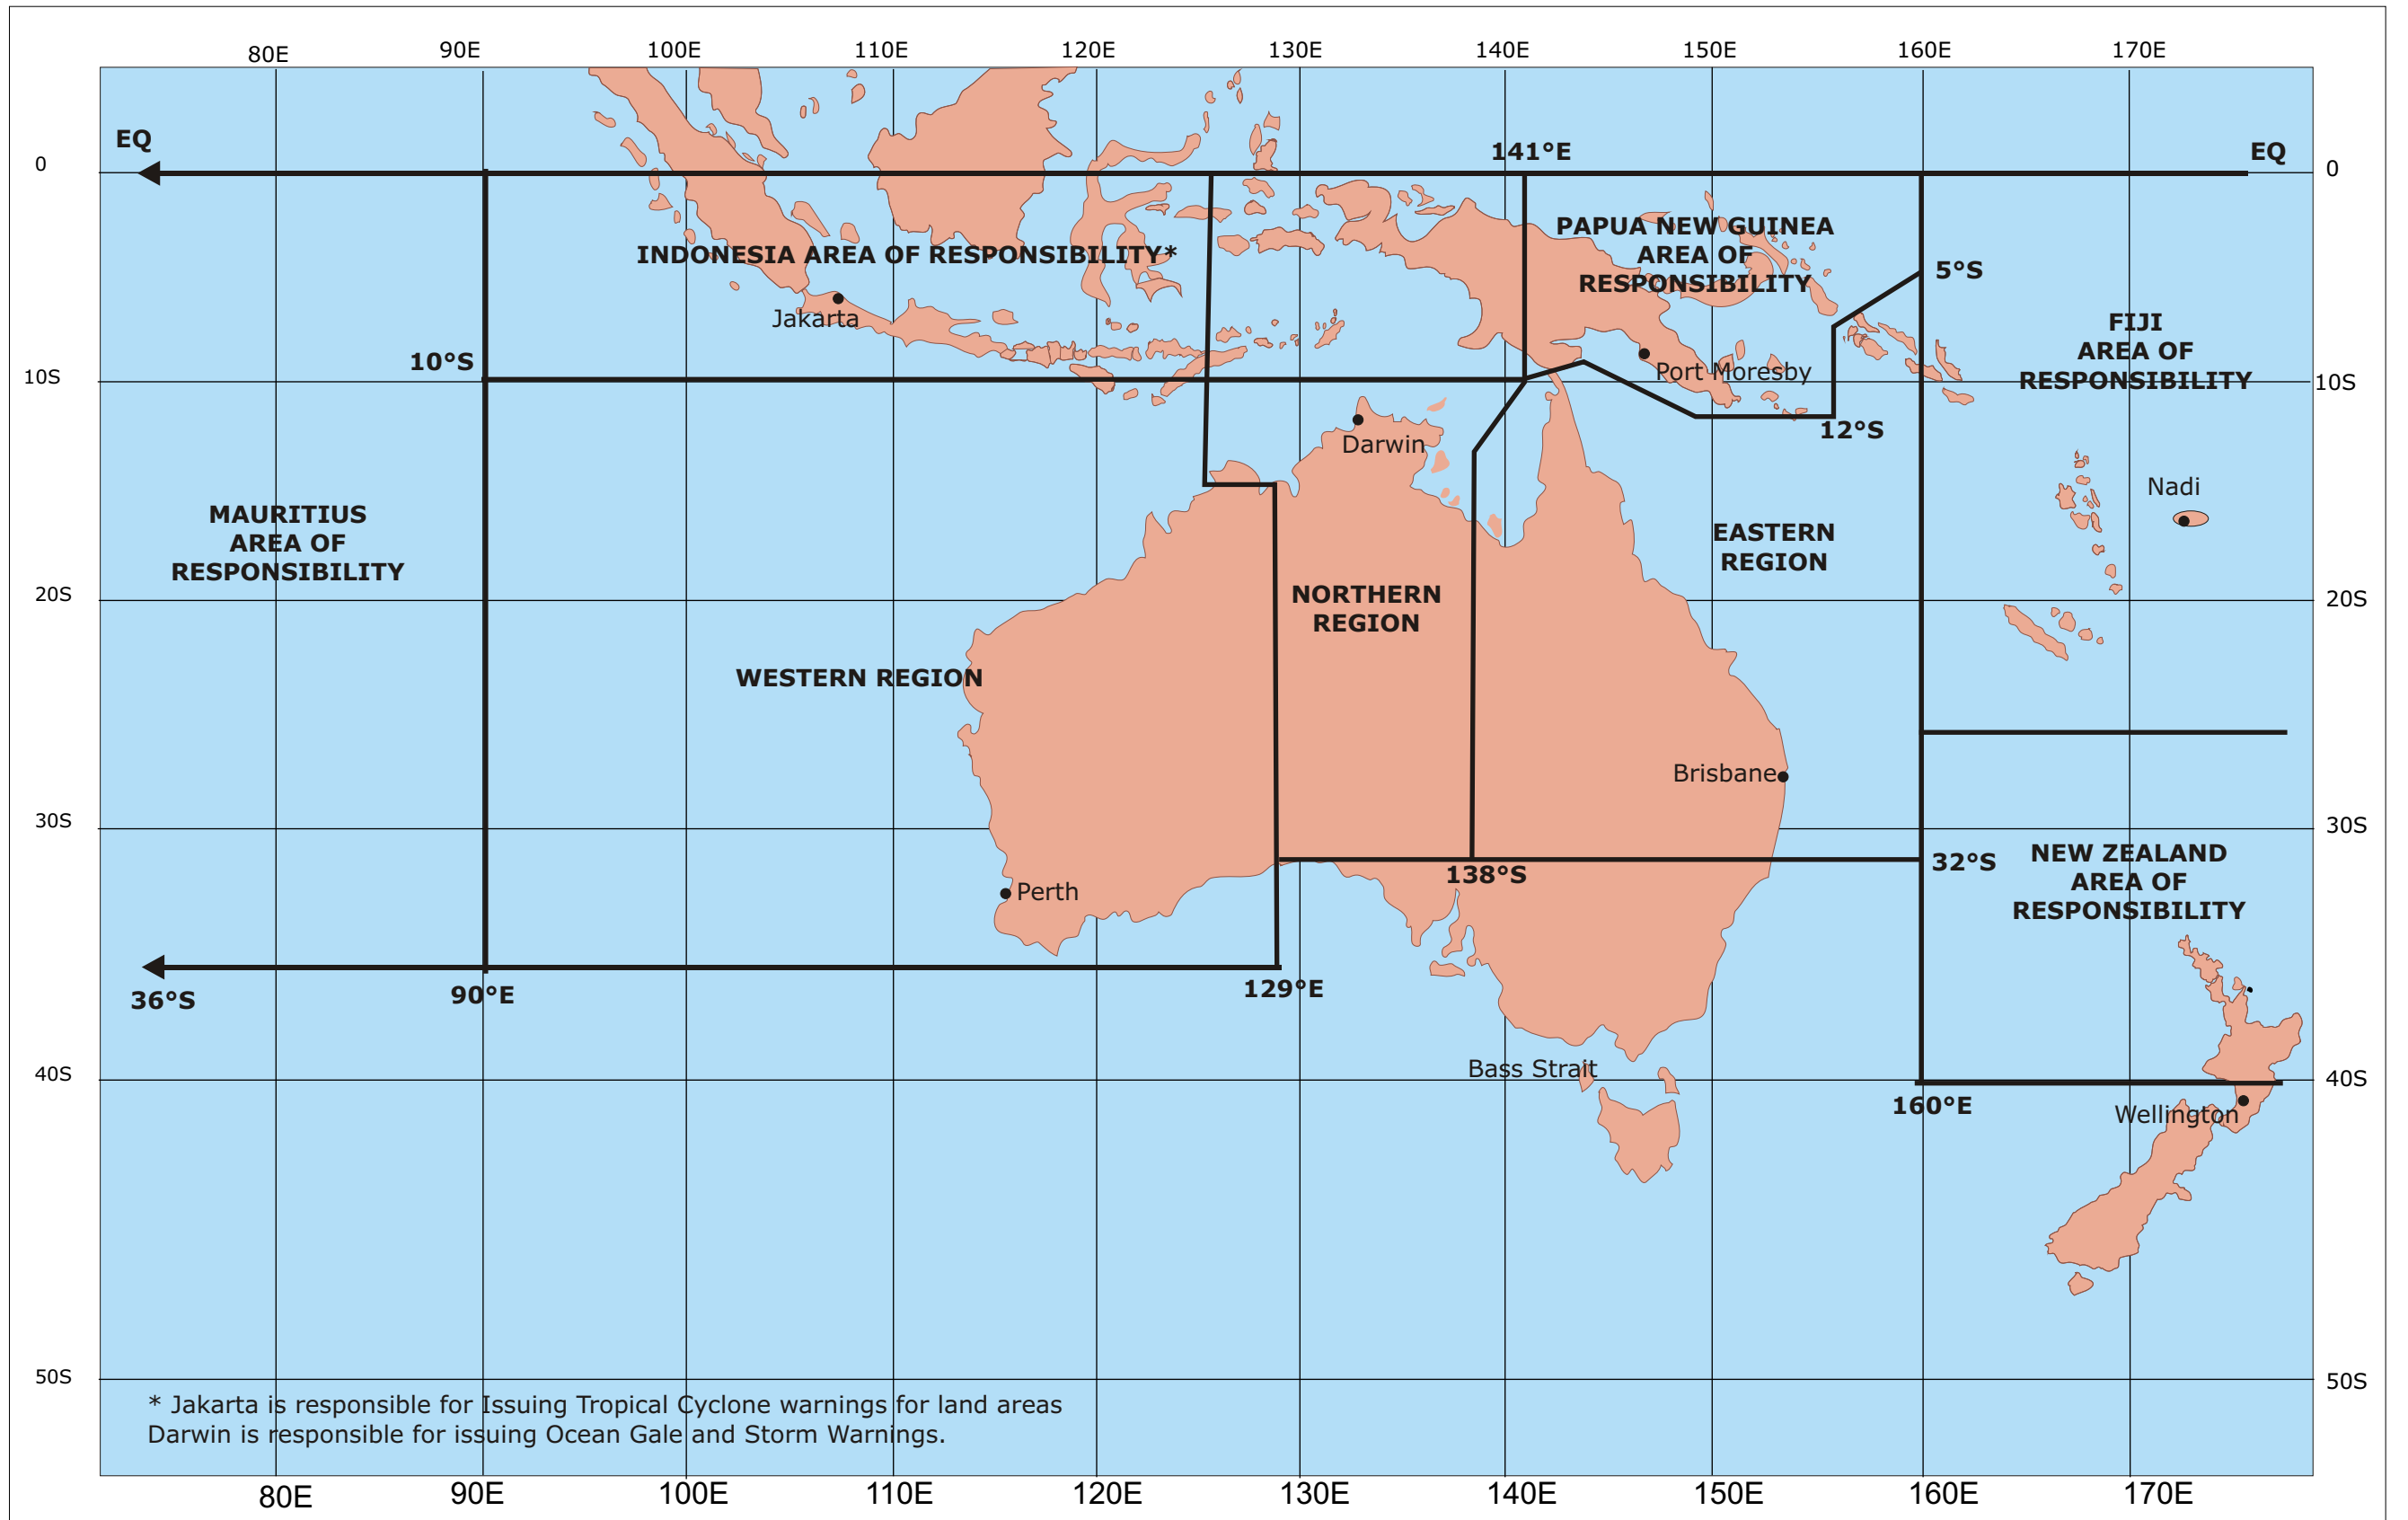 80E 90E 100E 110E 120E 130E 140E 150E 160E 170E
EQ
141°E
EQ
0
0
PAPUA NEW GUINEA
AREA OF
RESPONSIBILITY
INDONESIA AREA OF RESPONSIBILITY*
5°S
Jakarta
FIJI
AREA OF
RESPONSIBILITY
10°S
Port Moresby
10S
10S
12°S
Darwin
Nadi
MAURITIUS
AREA OF
RESPONSIBILITY
EASTERN
REGION
20S
20S
NORTHERN
REGION
WESTERN REGION
Brisbane
30S
30S
138°S
32°S
NEW ZEALAND
AREA OF
RESPONSIBILITY
Perth
36°S
90°E
129°E
Bass Strait
40S
40S
160°E
Wellington
50S
50S
* Jakarta is responsible for Issuing Tropical Cyclone warnings for land areas
Darwin is responsible for issuing Ocean Gale and Storm Warnings.
80E 90E 100E 110E 120E 130E 140E 150E 160E 170E